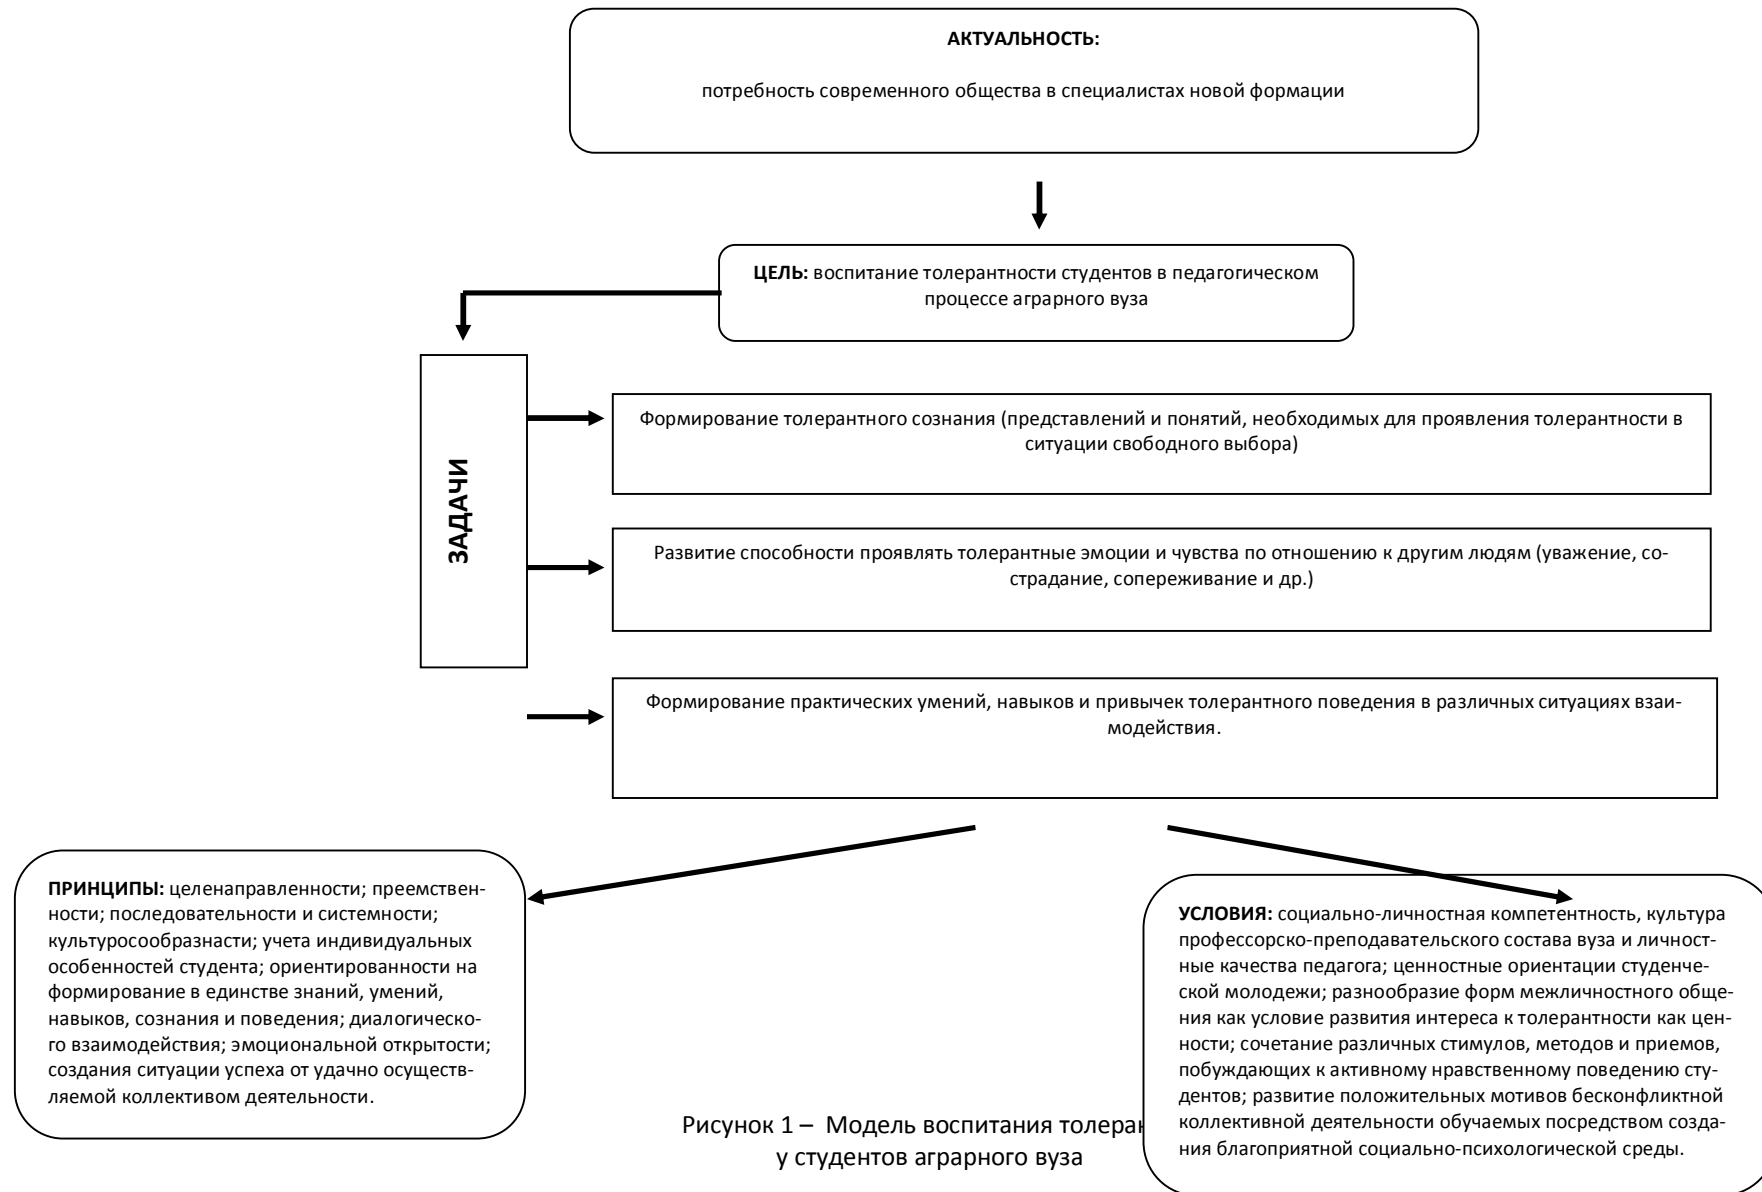 АКТУАЛЬНОСТЬ:
потребность современного общества в специалистах новой формации
ЦЕЛЬ: воспитание толерантности студентов в педагогическом
процессе аграрного вуза
ЗАДАЧИ
Формирование толерантного сознания (представлений и понятий, необходимых для проявления толерантности в
ситуации свободного выбора)
Развитие способности проявлять толерантные эмоции и чувства по отношению к другим людям (уважение, со-
страдание, сопереживание и др.)
Формирование практических умений, навыков и привычек толерантного поведения в различных ситуациях взаи-
модействия.
ПРИНЦИПЫ: целенаправленности; преемствен-
ности; последовательности и системности;
культуросообразнасти; учета индивидуальных
особенностей студента; ориентированности на
формирование в единстве знаний, умений,
навыков, сознания и поведения; диалогическо-
го взаимодействия; эмоциональной открытости;
создания ситуации успеха от удачно осуществ-
ляемой коллективом деятельности.
УСЛОВИЯ: социально-личностная компетентность, культура
профессорско-преподавательского состава вуза и личност-
ные качества педагога; ценностные ориентации студенче-
ской молодежи; разнообразие форм межличностного обще-
ния как условие развития интереса к толерантности как цен-
ности; сочетание различных стимулов, методов и приемов,
побуждающих к активному нравственному поведению сту-
дентов; развитие положительных мотивов бесконфликтной
коллективной деятельности обучаемых посредством созда-
ния благоприятной социально-психологической среды.
Рисунок 1 – Модель воспитания
у студентов аграрного вуза